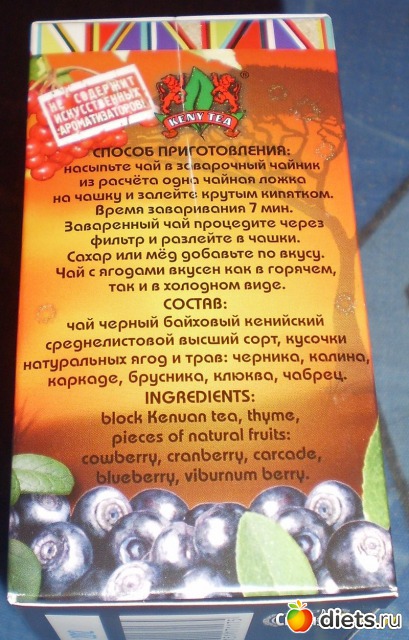 НЕ СОДЕРЖИТ
ИСКУССТВЕННЫХ
АРОМАТИЗАТОРОВ!
KENY TEA
®
СПОСОБ ПРИГОТОВЛЕНИЯ:
насыпьте чай в заварочный чайник
из расчёта одна чайная ложка
на чашку и залейте крутым кипятком.
Время заваривания 7 мин.
Заваренный чай процедите через
фильтр и разлейте в чашки.
Сахар или мёд добавьте по вкусу.
Чай с ягодами вкусен как в горячем,
так и в холодном виде.
СОСТАВ:
чай черный байховый кенийский
среднелистовой высший сорт, кусочки
натуральных ягод и трав: черника, калина,
каркаде, брусника, клюква, чабрец.
INGREDIENTS:
block Kenuan tea, thyme,
pieces of natural fruits:
cowberry, cranberry, carcade,
blueberry, viburnum berry.
diets.ru